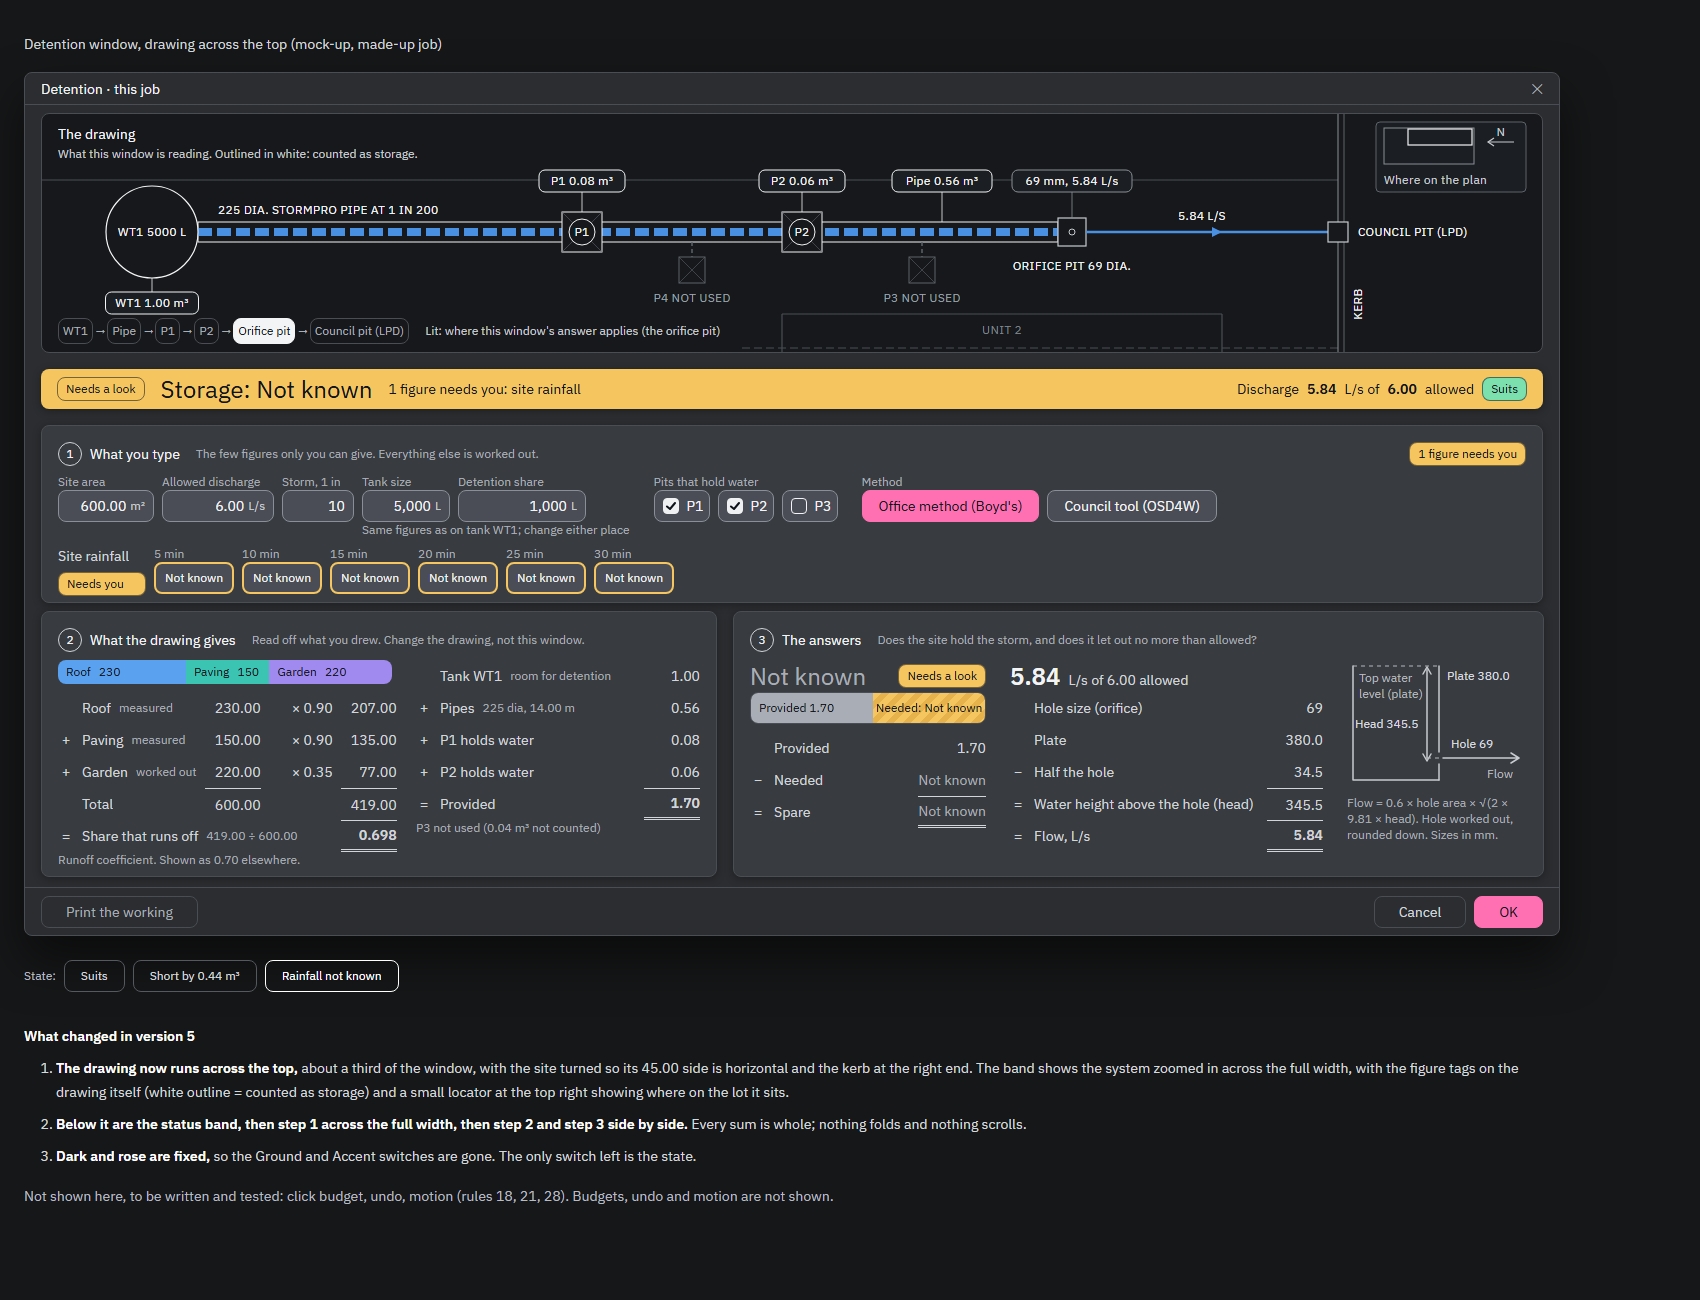 Detention window, drawing across the top (mock-up, made-up job)
Detention · this job
The drawing
What this window is reading. Outlined in white: counted as storage.
N
Where on the plan
P1 0.08 m³
P2 0.06 m³
Pipe 0.56 m³
69 mm, 5.84 L/s
225 DIA. STORMPRO PIPE AT 1 IN 200
5.84 L/S
WT1 5000 L
P1
P2
COUNCIL PIT (LPD)
ORIFICE PIT 69 DIA.
P4 NOT USED
P3 NOT USED
WT1 1.00 m³
KERB
WT1 → Pipe → P1 → P2 → Orifice pit → Council pit (LPD)
Lit: where this window's answer applies (the orifice pit)
UNIT 2
Needs a look
Storage: Not known
1 figure needs you: site rainfall
Discharge 5.84 L/s of 6.00 allowed
Suits
1 What you type
The few figures only you can give. Everything else is worked out.
1 figure needs you
Site area
Allowed discharge
Storm, 1 in
Tank size
Detention share
Pits that hold water
Method
600.00 m²
6.00 L/s
10
5,000 L
1,000 L
P1
P2
P3
Office method (Boyd's)
Council tool (OSD4W)
Same figures as on tank WT1; change either place
Site rainfall
Needs you
5 min
10 min
15 min
20 min
25 min
30 min
Not known
Not known
Not known
Not known
Not known
Not known
2 What the drawing gives
Read off what you drew. Change the drawing, not this window.
Roof 230
Paving 150
Garden 220
Roof measured 230.00 × 0.90 207.00
+ Paving measured 150.00 × 0.90 135.00
+ Garden worked out 220.00 × 0.35 77.00
Total 600.00 419.00
= Share that runs off 419.00 ÷ 600.00 0.698
Runoff coefficient. Shown as 0.70 elsewhere.
Tank WT1 room for detention 1.00
+ Pipes 225 dia, 14.00 m 0.56
+ P1 holds water 0.08
+ P2 holds water 0.06
= Provided 1.70
P3 not used (0.04 m³ not counted)
3 The answers
Does the site hold the storm, and does it let out no more than allowed?
Not known
Needs a look
Provided 1.70
Needed: Not known
Provided 1.70
− Needed Not known
= Spare Not known
5.84 L/s of 6.00 allowed
Hole size (orifice) 69
Plate 380.0
− Half the hole 34.5
= Water height above the hole (head) 345.5
= Flow, L/s 5.84
Top water
level (plate)
Plate 380.0
Head 345.5
Hole 69
Flow
Flow = 0.6 × hole area × √(2 ×
9.81 × head). Hole worked out,
rounded down. Sizes in mm.
Print the working
Cancel
OK
State:
Suits
Short by 0.44 m³
Rainfall not known
What changed in version 5
1. The drawing now runs across the top, about a third of the window, with the site turned so its 45.00 side is horizontal and the kerb at the right end. The band shows the system zoomed in across the full width, with the figure tags on the
drawing itself (white outline = counted as storage) and a small locator at the top right showing where on the lot it sits.
2. Below it are the status band, then step 1 across the full width, then step 2 and step 3 side by side. Every sum is whole; nothing folds and nothing scrolls.
3. Dark and rose are fixed, so the Ground and Accent switches are gone. The only switch left is the state.
Not shown here, to be written and tested: click budget, undo, motion (rules 18, 21, 28). Budgets, undo and motion are not shown.